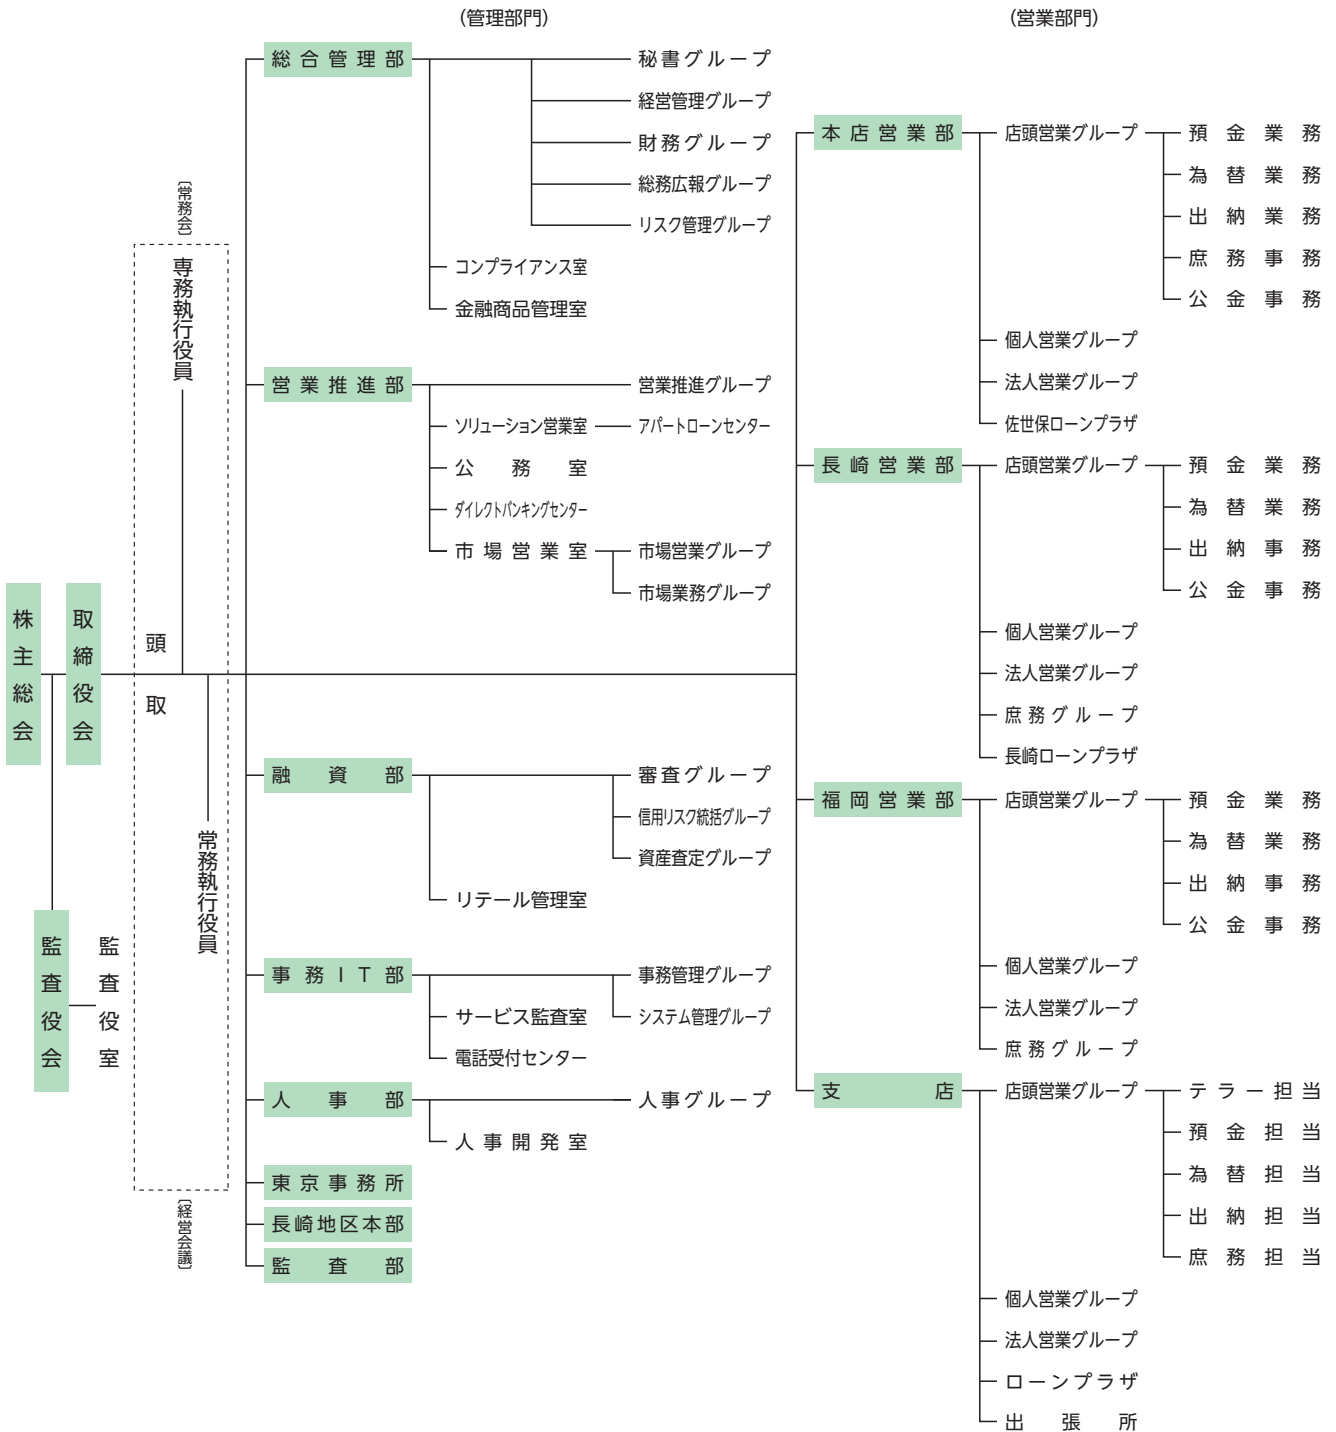 (管理部門)
(営業部門)
株主総会
取締役会
監査役会
監査役室
〔常務会〕
専務執行役員
頭取
常務執行役員
〔経営会議〕
総合管理部
秘書グループ
経営管理グループ
財務グループ
総務広報グループ
リスク管理グループ
コンプライアンス室
金融商品管理室
営業推進部
営業推進グループ
ソリューション営業室
アパートローンセンター
公務室
ダイレクトバンキングセンター
市場営業室
市場営業グループ
市場業務グループ
融資部
審査グループ
信用リスク統括グループ
資産査定グループ
リテール管理室
事務IT部
事務管理グループ
サービス監査室
システム管理グループ
電話受付センター
人事部
人事グループ
人事開発室
東京事務所
長崎地区本部
監査部
本店営業部
店頭営業グループ
預金業務
為替業務
出納業務
庶務事務
公金事務
個人営業グループ
法人営業グループ
佐世保ローンプラザ
長崎営業部
店頭営業グループ
預金業務
為替業務
出納事務
公金事務
個人営業グループ
法人営業グループ
庶務グループ
長崎ローンプラザ
福岡営業部
店頭営業グループ
預金業務
為替業務
出納事務
公金事務
個人営業グループ
法人営業グループ
庶務グループ
支店
店頭営業グループ
テラー担当
預金担当
為替担当
出納担当
庶務担当
個人営業グループ
法人営業グループ
ローンプラザ
出張所